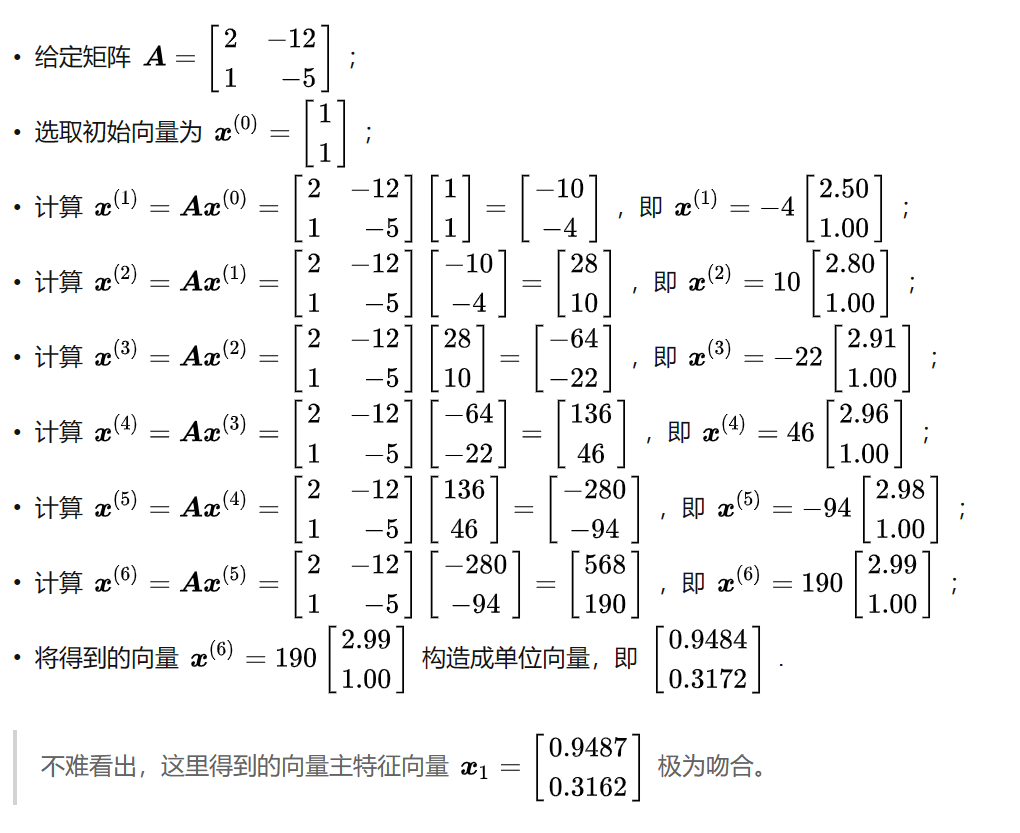 • 给定矩阵 $\boldsymbol{A} = \begin{bmatrix} 2 & -12 \\ 1 & -5 \end{bmatrix}$ ；
• 选取初始向量为 $\boldsymbol{x}^{(0)} = \begin{bmatrix} 1 \\ 1 \end{bmatrix}$ ；
• 计算 $\boldsymbol{x}^{(1)} = \boldsymbol{A}\boldsymbol{x}^{(0)} = \begin{bmatrix} 2 & -12 \\ 1 & -5 \end{bmatrix} \begin{bmatrix} 1 \\ 1 \end{bmatrix} = \begin{bmatrix} -10 \\ -4 \end{bmatrix}$ ，即 $\boldsymbol{x}^{(1)} = -4 \begin{bmatrix} 2.50 \\ 1.00 \end{bmatrix}$ ；
• 计算 $\boldsymbol{x}^{(2)} = \boldsymbol{A}\boldsymbol{x}^{(1)} = \begin{bmatrix} 2 & -12 \\ 1 & -5 \end{bmatrix} \begin{bmatrix} -10 \\ -4 \end{bmatrix} = \begin{bmatrix} 28 \\ 10 \end{bmatrix}$ ，即 $\boldsymbol{x}^{(2)} = 10 \begin{bmatrix} 2.80 \\ 1.00 \end{bmatrix}$ ；
• 计算 $\boldsymbol{x}^{(3)} = \boldsymbol{A}\boldsymbol{x}^{(2)} = \begin{bmatrix} 2 & -12 \\ 1 & -5 \end{bmatrix} \begin{bmatrix} 28 \\ 10 \end{bmatrix} = \begin{bmatrix} -64 \\ -22 \end{bmatrix}$ ，即 $\boldsymbol{x}^{(3)} = -22 \begin{bmatrix} 2.91 \\ 1.00 \end{bmatrix}$ ；
• 计算 $\boldsymbol{x}^{(4)} = \boldsymbol{A}\boldsymbol{x}^{(3)} = \begin{bmatrix} 2 & -12 \\ 1 & -5 \end{bmatrix} \begin{bmatrix} -64 \\ -22 \end{bmatrix} = \begin{bmatrix} 136 \\ 46 \end{bmatrix}$ ，即 $\boldsymbol{x}^{(4)} = 46 \begin{bmatrix} 2.96 \\ 1.00 \end{bmatrix}$ ；
• 计算 $\boldsymbol{x}^{(5)} = \boldsymbol{A}\boldsymbol{x}^{(4)} = \begin{bmatrix} 2 & -12 \\ 1 & -5 \end{bmatrix} \begin{bmatrix} 136 \\ 46 \end{bmatrix} = \begin{bmatrix} -280 \\ -94 \end{bmatrix}$ ，即 $\boldsymbol{x}^{(5)} = -94 \begin{bmatrix} 2.98 \\ 1.00 \end{bmatrix}$ ；
• 计算 $\boldsymbol{x}^{(6)} = \boldsymbol{A}\boldsymbol{x}^{(5)} = \begin{bmatrix} 2 & -12 \\ 1 & -5 \end{bmatrix} \begin{bmatrix} -280 \\ -94 \end{bmatrix} = \begin{bmatrix} 568 \\ 190 \end{bmatrix}$ ，即 $\boldsymbol{x}^{(6)} = 190 \begin{bmatrix} 2.99 \\ 1.00 \end{bmatrix}$ ；
• 将得到的向量 $\boldsymbol{x}^{(6)} = 190 \begin{bmatrix} 2.99 \\ 1.00 \end{bmatrix}$ 构造成单位向量，即 $\begin{bmatrix} 0.9484 \\ 0.3172 \end{bmatrix}$ .
不难看出，这里得到的向量主特征向量 $\boldsymbol{x}_1 = \begin{bmatrix} 0.9487 \\ 0.3162 \end{bmatrix}$ 极为吻合。